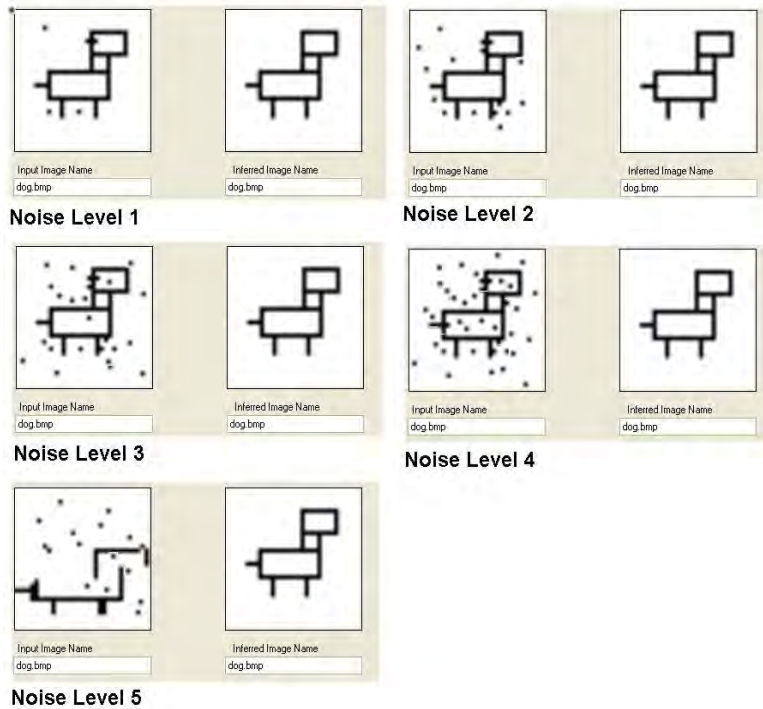 Input Image Name
Inferred Image Name
dog.bmp
dog.bmp
Noise Level 1
Input Image Name
Inferred Image Name
dog.bmp
dog.bmp
Noise Level 2
Input Image Name
Inferred Image Name
dog.bmp
dog.bmp
Noise Level 3
Input Image Name
Inferred Image Name
dog.bmp
dog.bmp
Noise Level 4
Input Image Name
Inferred Image Name
dog.bmp
dog.bmp
Noise Level 5